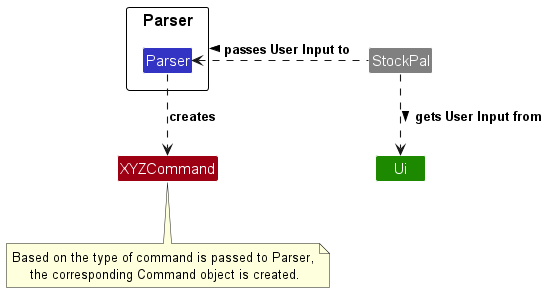 Parser
Parser
passes User Input to
StockPal
creates
gets User Input from
XYZCommand
Ui
Based on the type of command is passed to Parser,
the corresponding Command object is created.